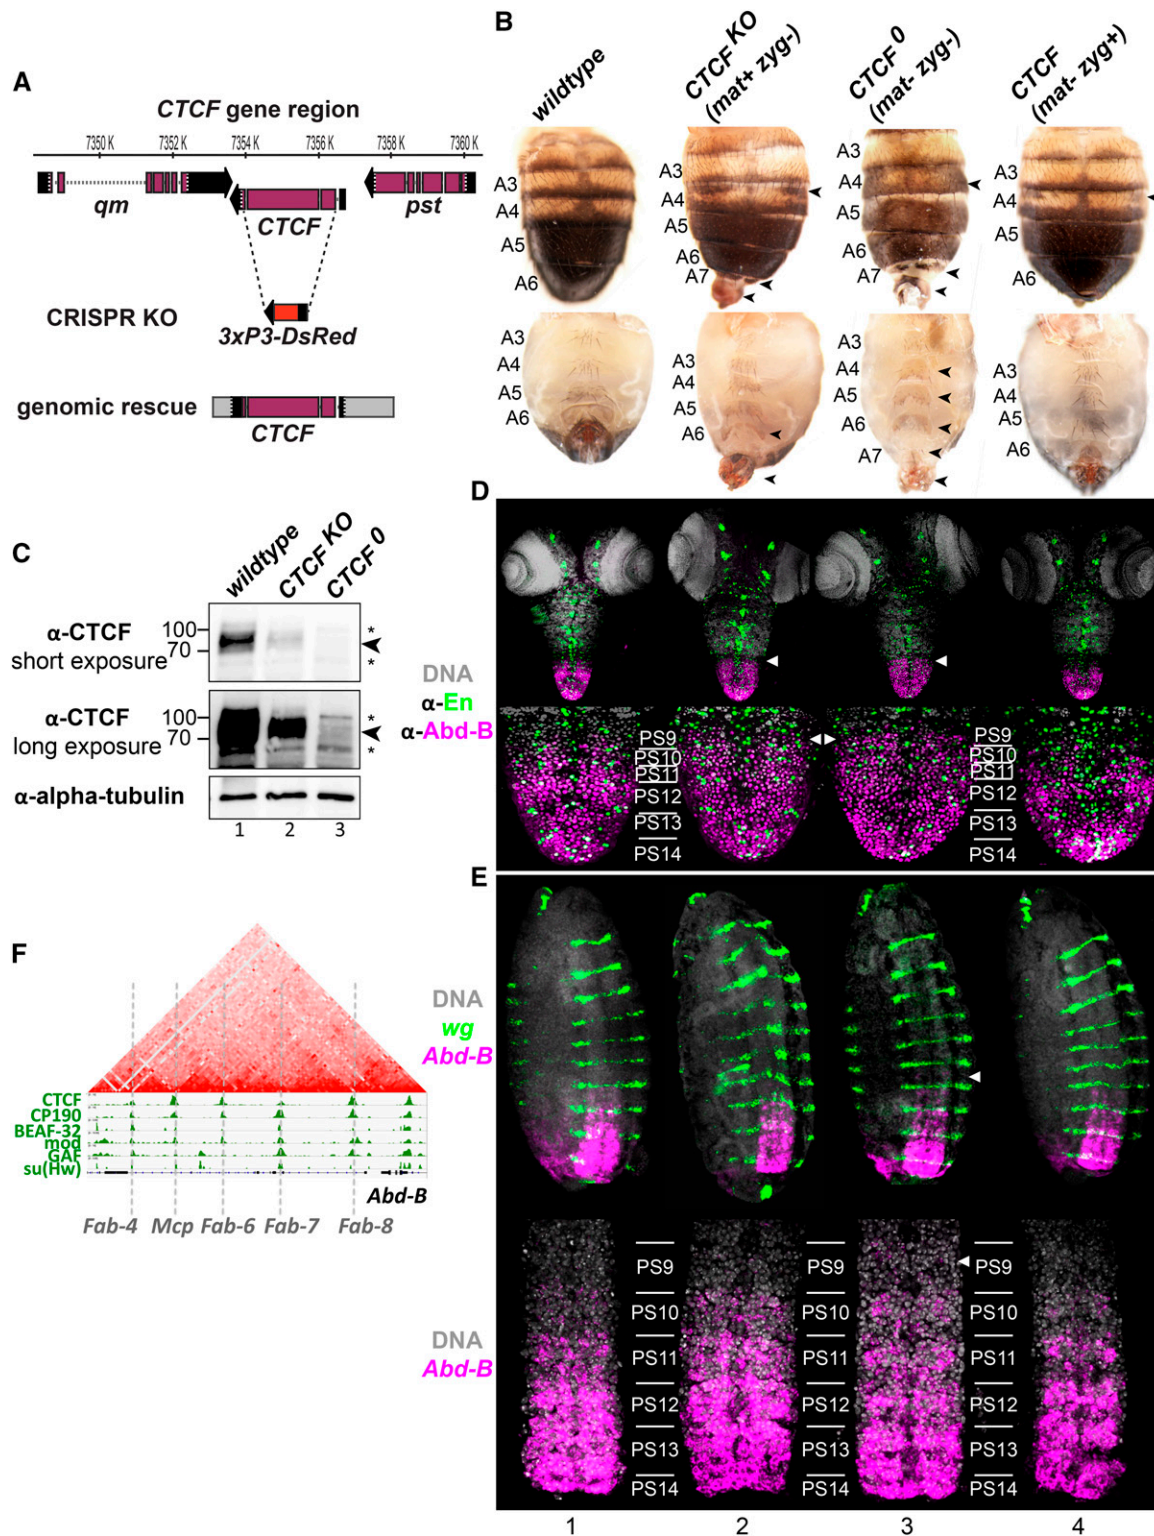 A
CTCF gene region
7350 K 7352 K 7354 K 7356 K 7358 K 7360 K
qm
CTCF
pst
CRISPR KO
3xP3-DsRed
genomic rescue
CTCF
B
wildtype
CTCF KO
(mat+ zyg-)
CTCF 0
(mat- zyg-)
CTCF
(mat- zyg+)
A3
A4
A5
A6
A3
A4
A5
A6
A7
A3
A4
A5
A6
A7
A3
A4
A5
A6
A3
A4
A5
A6
A3
A4
A5
A6
A3
A4
A5
A6
A7
A3
A4
A5
A6
C
wildtype
CTCF KO
CTCF 0
α-CTCF
short exposure
100
70
*
*
α-CTCF
long exposure
100
70
*
*
α-alpha-tubulin
1 2 3
D
DNA
α-En
α-Abd-B
PS9
PS10
PS11
PS12
PS13
PS14
PS9
PS10
PS11
PS12
PS13
PS14
E
DNA
wg
Abd-B
DNA
Abd-B
PS9
PS10
PS11
PS12
PS13
PS14
PS9
PS10
PS11
PS12
PS13
PS14
PS9
PS10
PS11
PS12
PS13
PS14
1 2 3 4
F
CTCF
CP190
BEAF-32
mod
GAF
su(Hw)
Abd-B
Fab-4 Mcp Fab-6 Fab-7 Fab-8